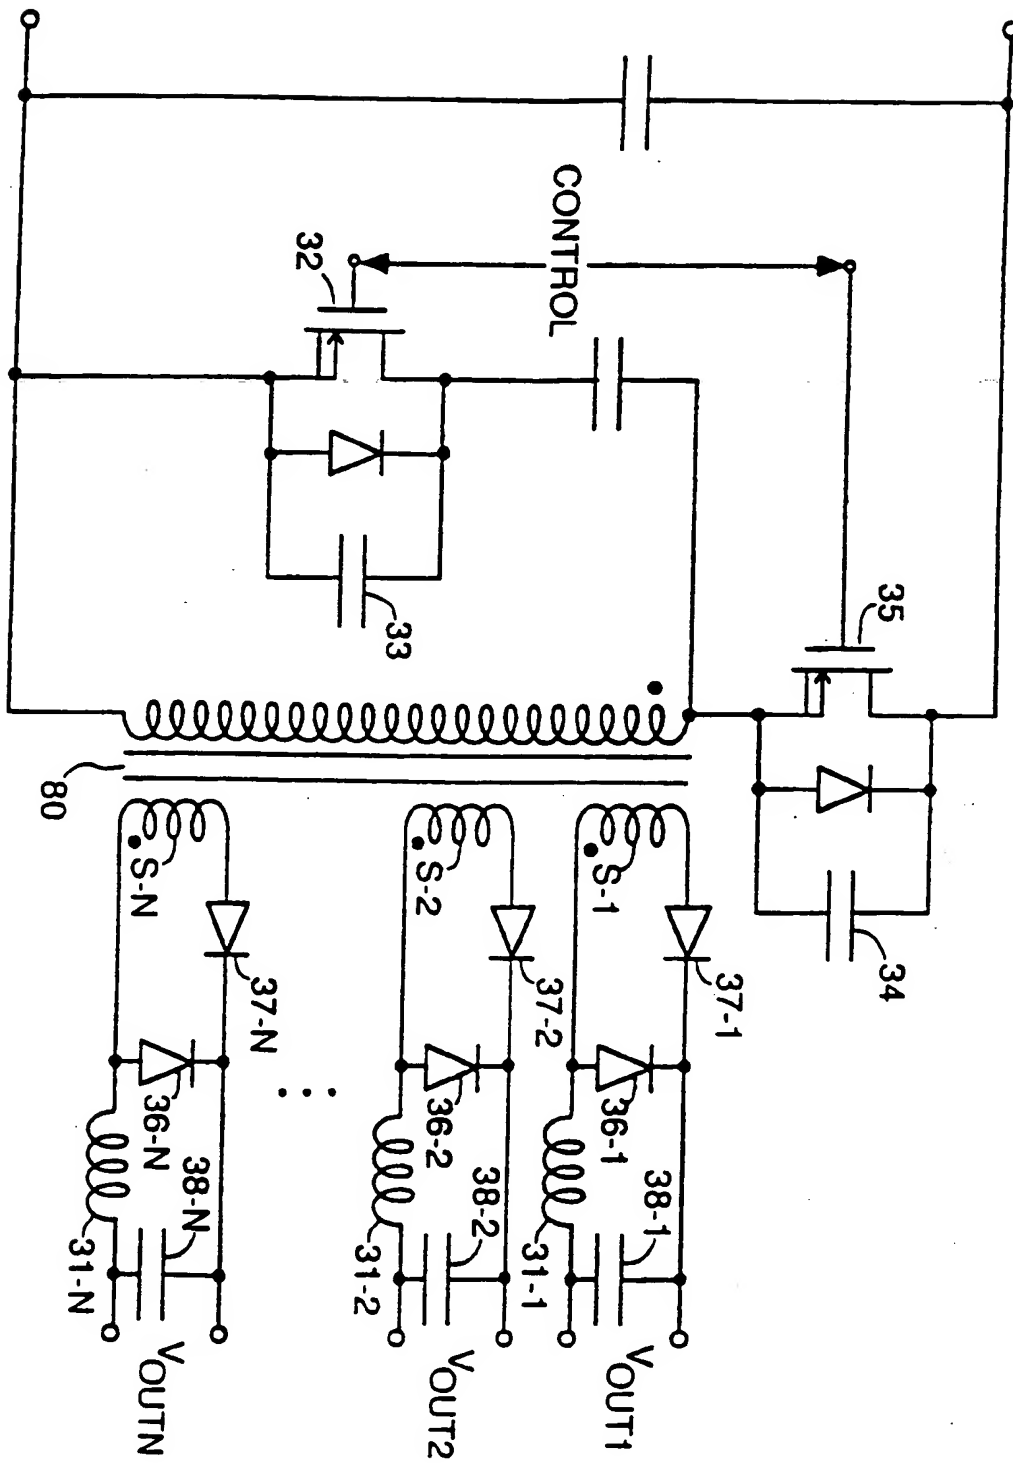 CONTROL
32
33
35
34
80
S-1
37-1
36-1
31-1
38-1
VOUT1
S-2
37-2
36-2
31-2
38-2
VOUT2
S-N
37-N
36-N
31-N
38-N
VOUTN